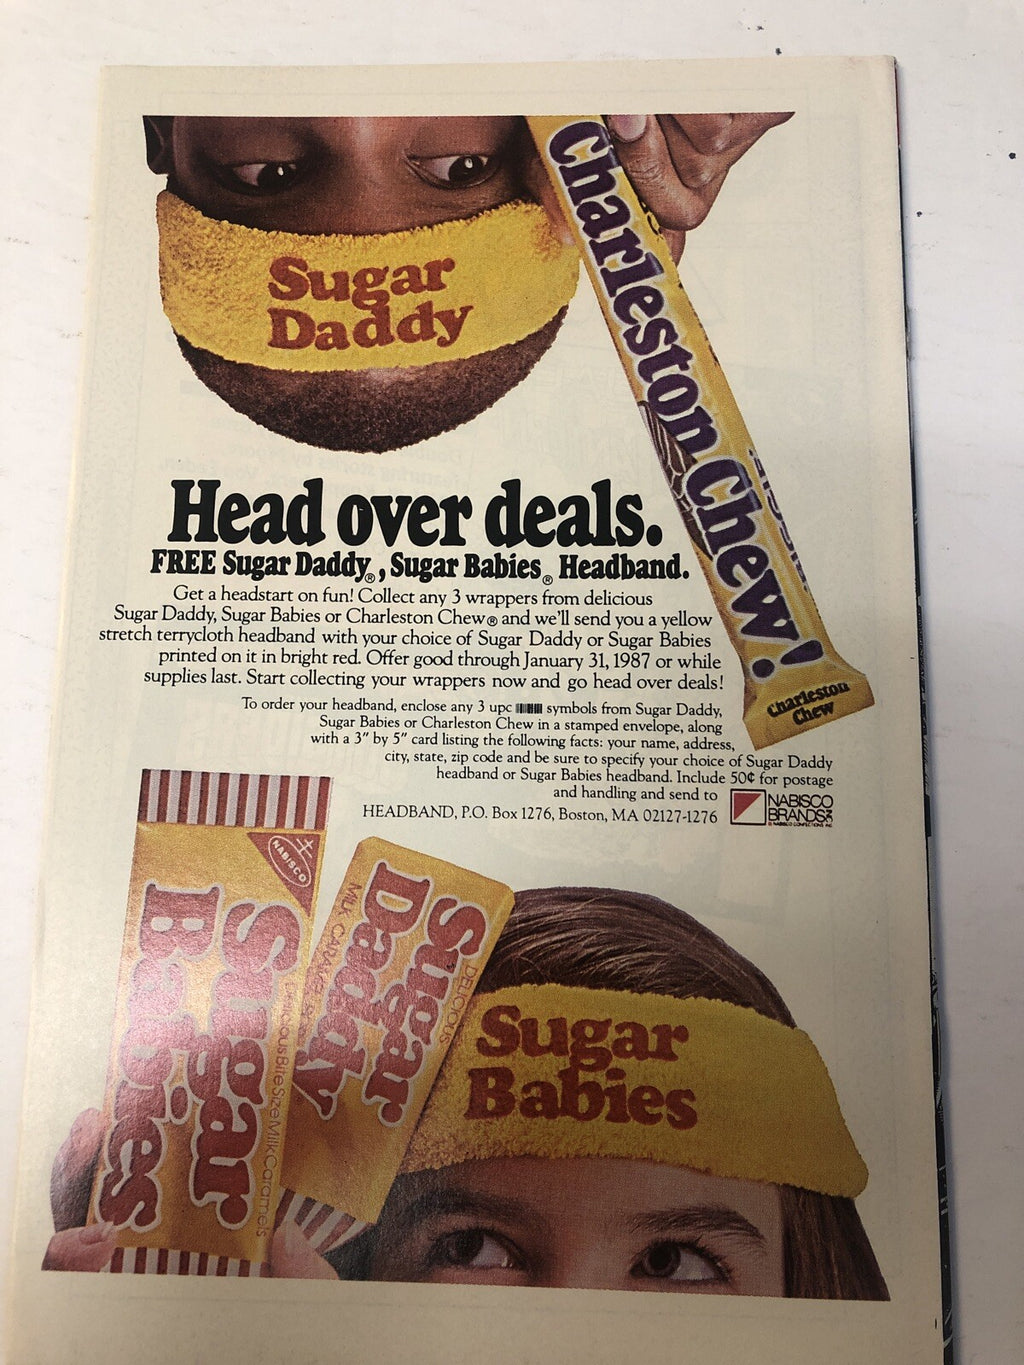 Sugar
Daddy
Charleston Chew!
Charleston
Chew
Head over deals.
FREE Sugar Daddy®, Sugar Babies® Headband.
Get a headstart on fun! Collect any 3 wrappers from delicious
Sugar Daddy, Sugar Babies or Charleston Chew® and we'll send you a yellow
stretch terrycloth headband with your choice of Sugar Daddy or Sugar Babies
printed on it in bright red. Offer good through January 31, 1987 or while
supplies last. Start collecting your wrappers now and go head over deals!
To order your headband, enclose any 3 upc symbols from Sugar Daddy,
Sugar Babies or Charleston Chew in a stamped envelope, along
with a 3" by 5" card listing the following facts: your name, address,
city, state, zip code and be sure to specify your choice of Sugar Daddy
headband or Sugar Babies headband. Include 50¢ for postage
and handling and send to
HEADBAND, P.O. Box 1276, Boston, MA 02127-1276
NABISCO
BRANDS
NABISCO
Sugar
Babies
Delicious Bite Size Milk Caramels
DELICIOUS
Sugar
Daddy
MILK CARAMEL
Sugar
Babies